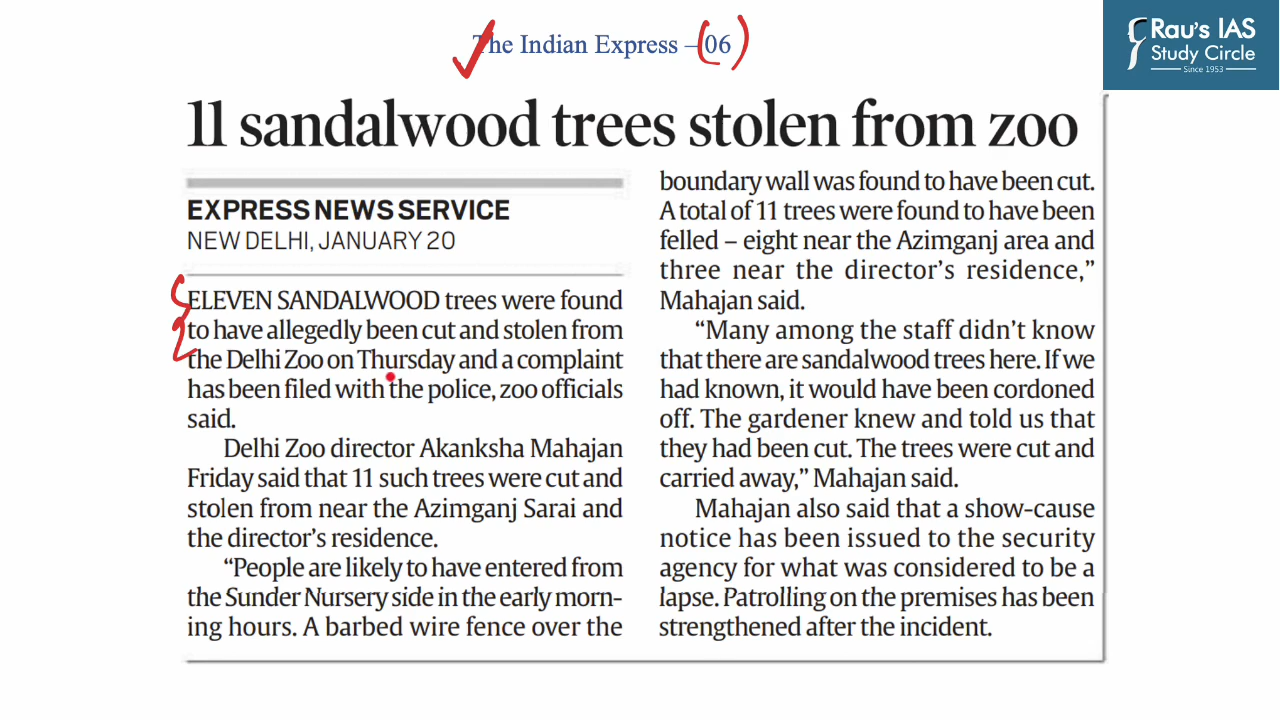 The Indian Express – 06
Rau's IAS
Study Circle
Since 1953
11 sandalwood trees stolen from zoo
EXPRESS NEWS SERVICE
NEW DELHI, JANUARY 20
ELEVEN SANDALWOOD trees were found
to have allegedly been cut and stolen from
the Delhi Zoo on Thursday and a complaint
has been filed with the police, zoo officials
said.
Delhi Zoo director Akanksha Mahajan
Friday said that 11 such trees were cut and
stolen from near the Azimganj Sarai and
the director's residence.
“People are likely to have entered from
the Sunder Nursery side in the early morn-
ing hours. A barbed wire fence over the
boundary wall was found to have been cut.
A total of 11 trees were found to have been
felled – eight near the Azimganj area and
three near the director's residence,”
Mahajan said.
“Many among the staff didn't know
that there are sandalwood trees here. If we
had known, it would have been cordoned
off. The gardener knew and told us that
they had been cut. The trees were cut and
carried away,” Mahajan said.
Mahajan also said that a show-cause
notice has been issued to the security
agency for what was considered to be a
lapse. Patrolling on the premises has been
strengthened after the incident.